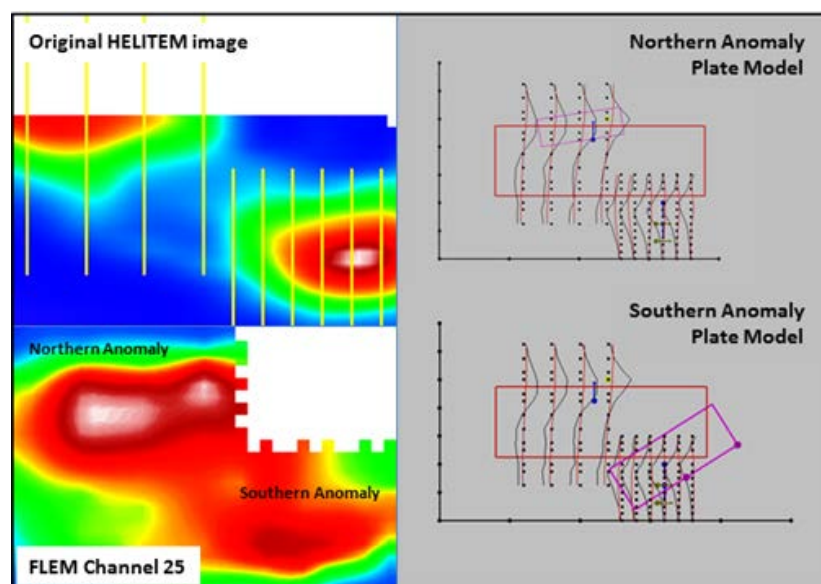 Original HELITEM image
Northern Anomaly
Plate Model
Northern Anomaly
Southern Anomaly
FLEM Channel 25
Southern Anomaly
Plate Model